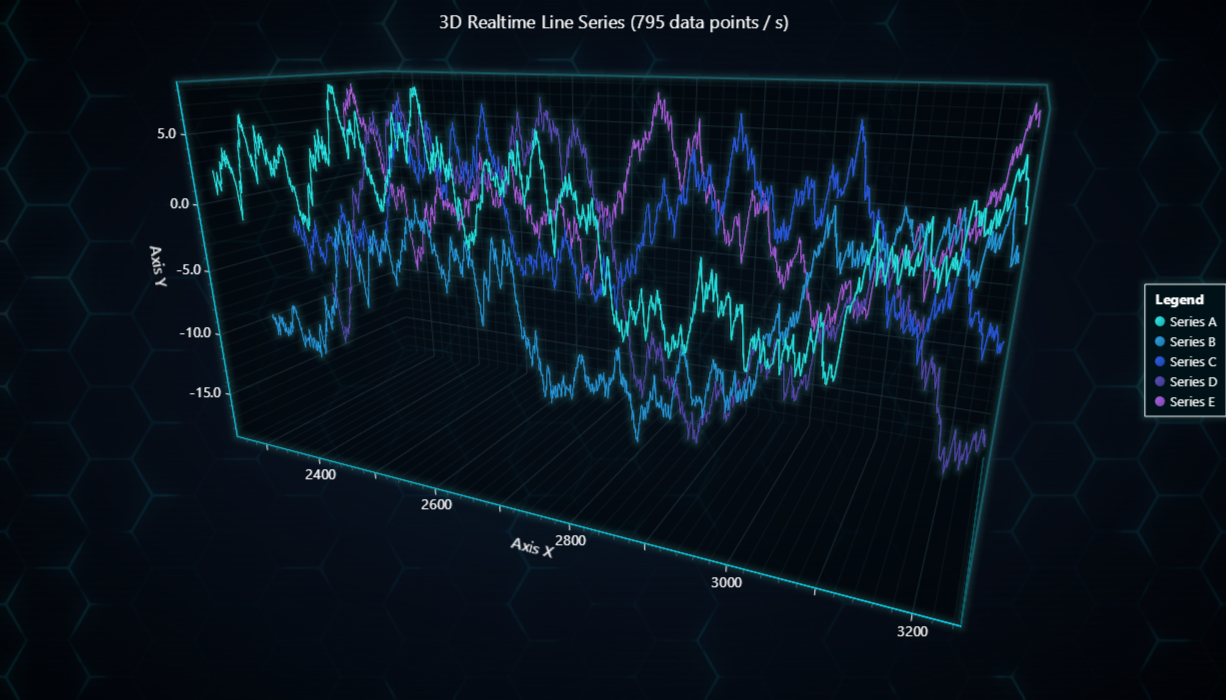 3D Realtime Line Series (795 data points / s)
5.0
0.0
-5.0
-10.0
-15.0
Axis Y
2400
2600
2800
3000
3200
Axis X
Legend
Series A
Series B
Series C
Series D
Series E